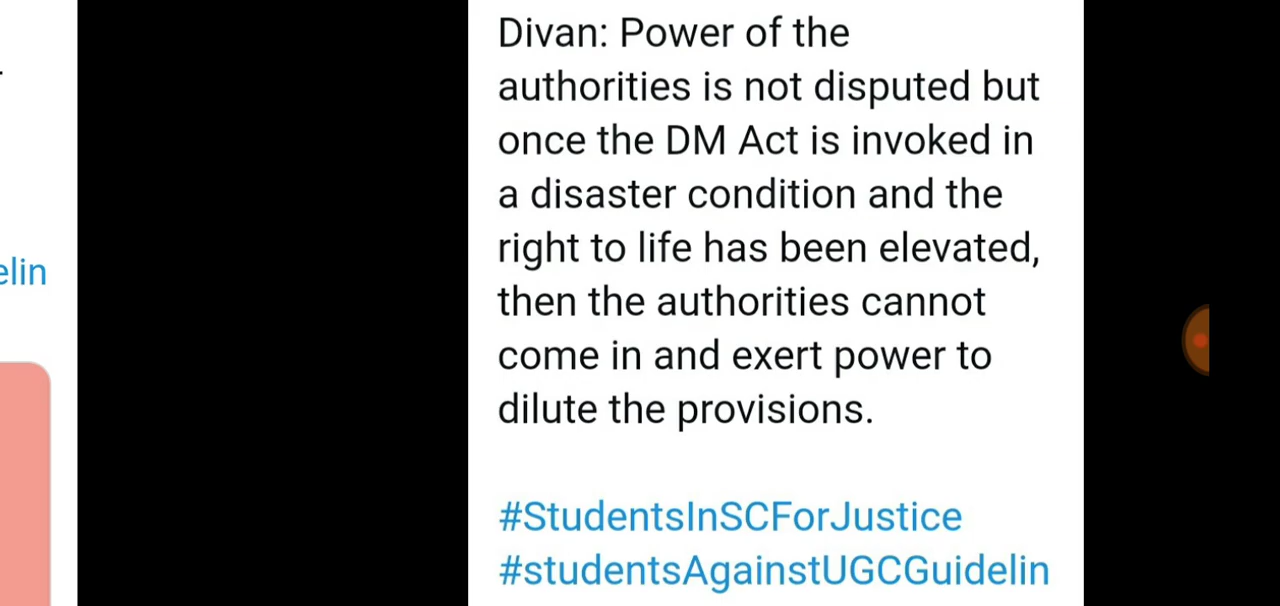 Divan: Power of the
authorities is not disputed but
once the DM Act is invoked in
a disaster condition and the
right to life has been elevated,
then the authorities cannot
come in and exert power to
dilute the provisions.
#StudentsInSCForJustice
#studentsAgainstUGCGuidelin
elin